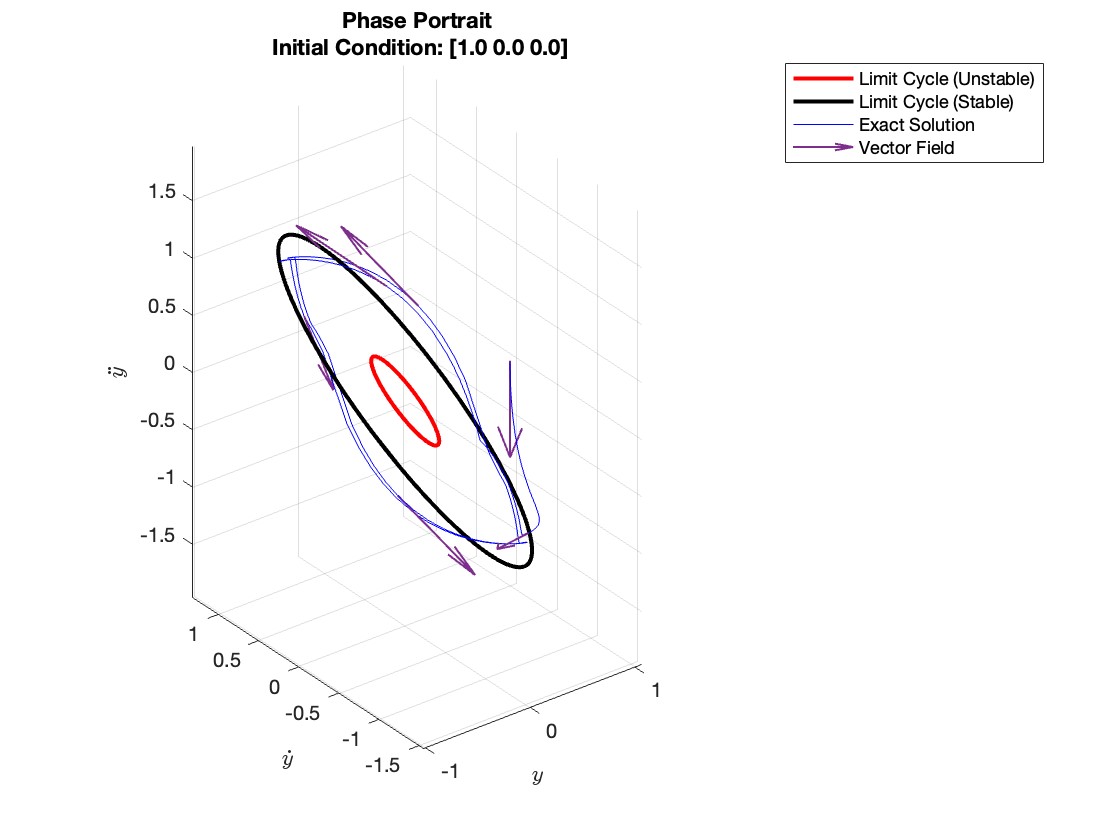 Phase Portrait
Initial Condition: [1.0 0.0 0.0]
Limit Cycle (Unstable)
Limit Cycle (Stable)
Exact Solution
Vector Field
1.5
1
0.5
0
-0.5
-1
-1.5
ÿ
1
0.5
0
-0.5
-1
-1.5
ẏ
-1
0
1
y